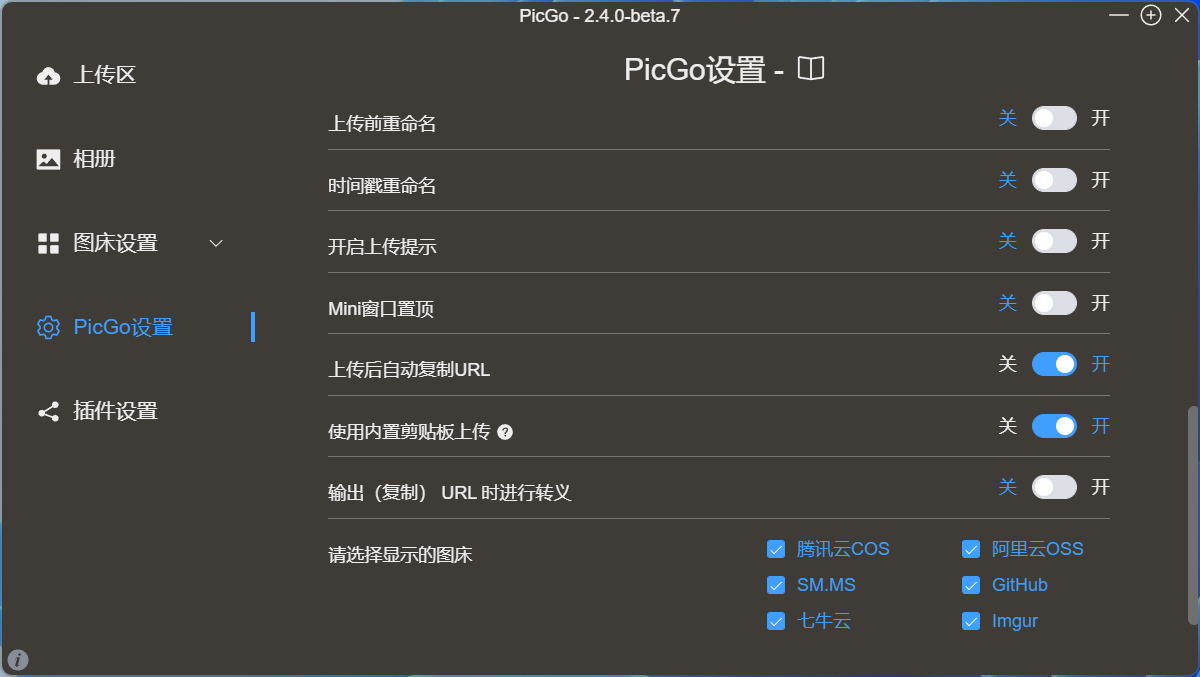 PicGo - 2.4.0-beta.7
上传区
相册
图床设置
PicGo设置
插件设置
PicGo设置 -
上传前重命名 关 开
时间戳重命名 关 开
开启上传提示 关 开
Mini窗口置顶 关 开
上传后自动复制URL 关 开
使用内置剪贴板上传 ? 关 开
输出（复制） URL 时进行转义 关 开
请选择显示的图床
腾讯云COS 阿里云OSS
SM.MS GitHub
七牛云 Imgur
i